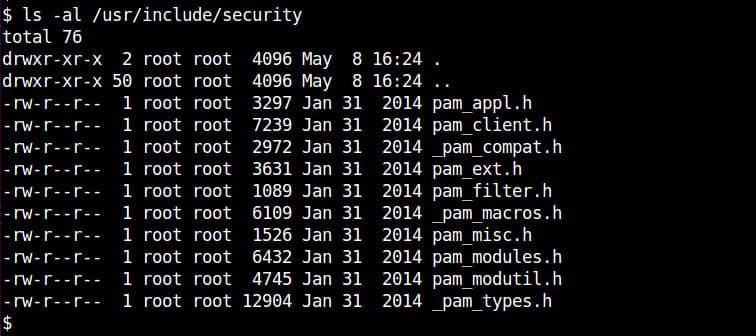 $ ls -al /usr/include/security
total 76
drwxr-xr-x  2 root root  4096 May  8 16:24 .
drwxr-xr-x 50 root root  4096 May  8 16:24 ..
-rw-r--r--  1 root root  3297 Jan 31  2014 pam_appl.h
-rw-r--r--  1 root root  7239 Jan 31  2014 pam_client.h
-rw-r--r--  1 root root  2972 Jan 31  2014 _pam_compat.h
-rw-r--r--  1 root root  3631 Jan 31  2014 pam_ext.h
-rw-r--r--  1 root root  1089 Jan 31  2014 pam_filter.h
-rw-r--r--  1 root root  6109 Jan 31  2014 _pam_macros.h
-rw-r--r--  1 root root  1526 Jan 31  2014 pam_misc.h
-rw-r--r--  1 root root  6432 Jan 31  2014 pam_modules.h
-rw-r--r--  1 root root  4745 Jan 31  2014 pam_modutil.h
-rw-r--r--  1 root root 12904 Jan 31  2014 _pam_types.h
$